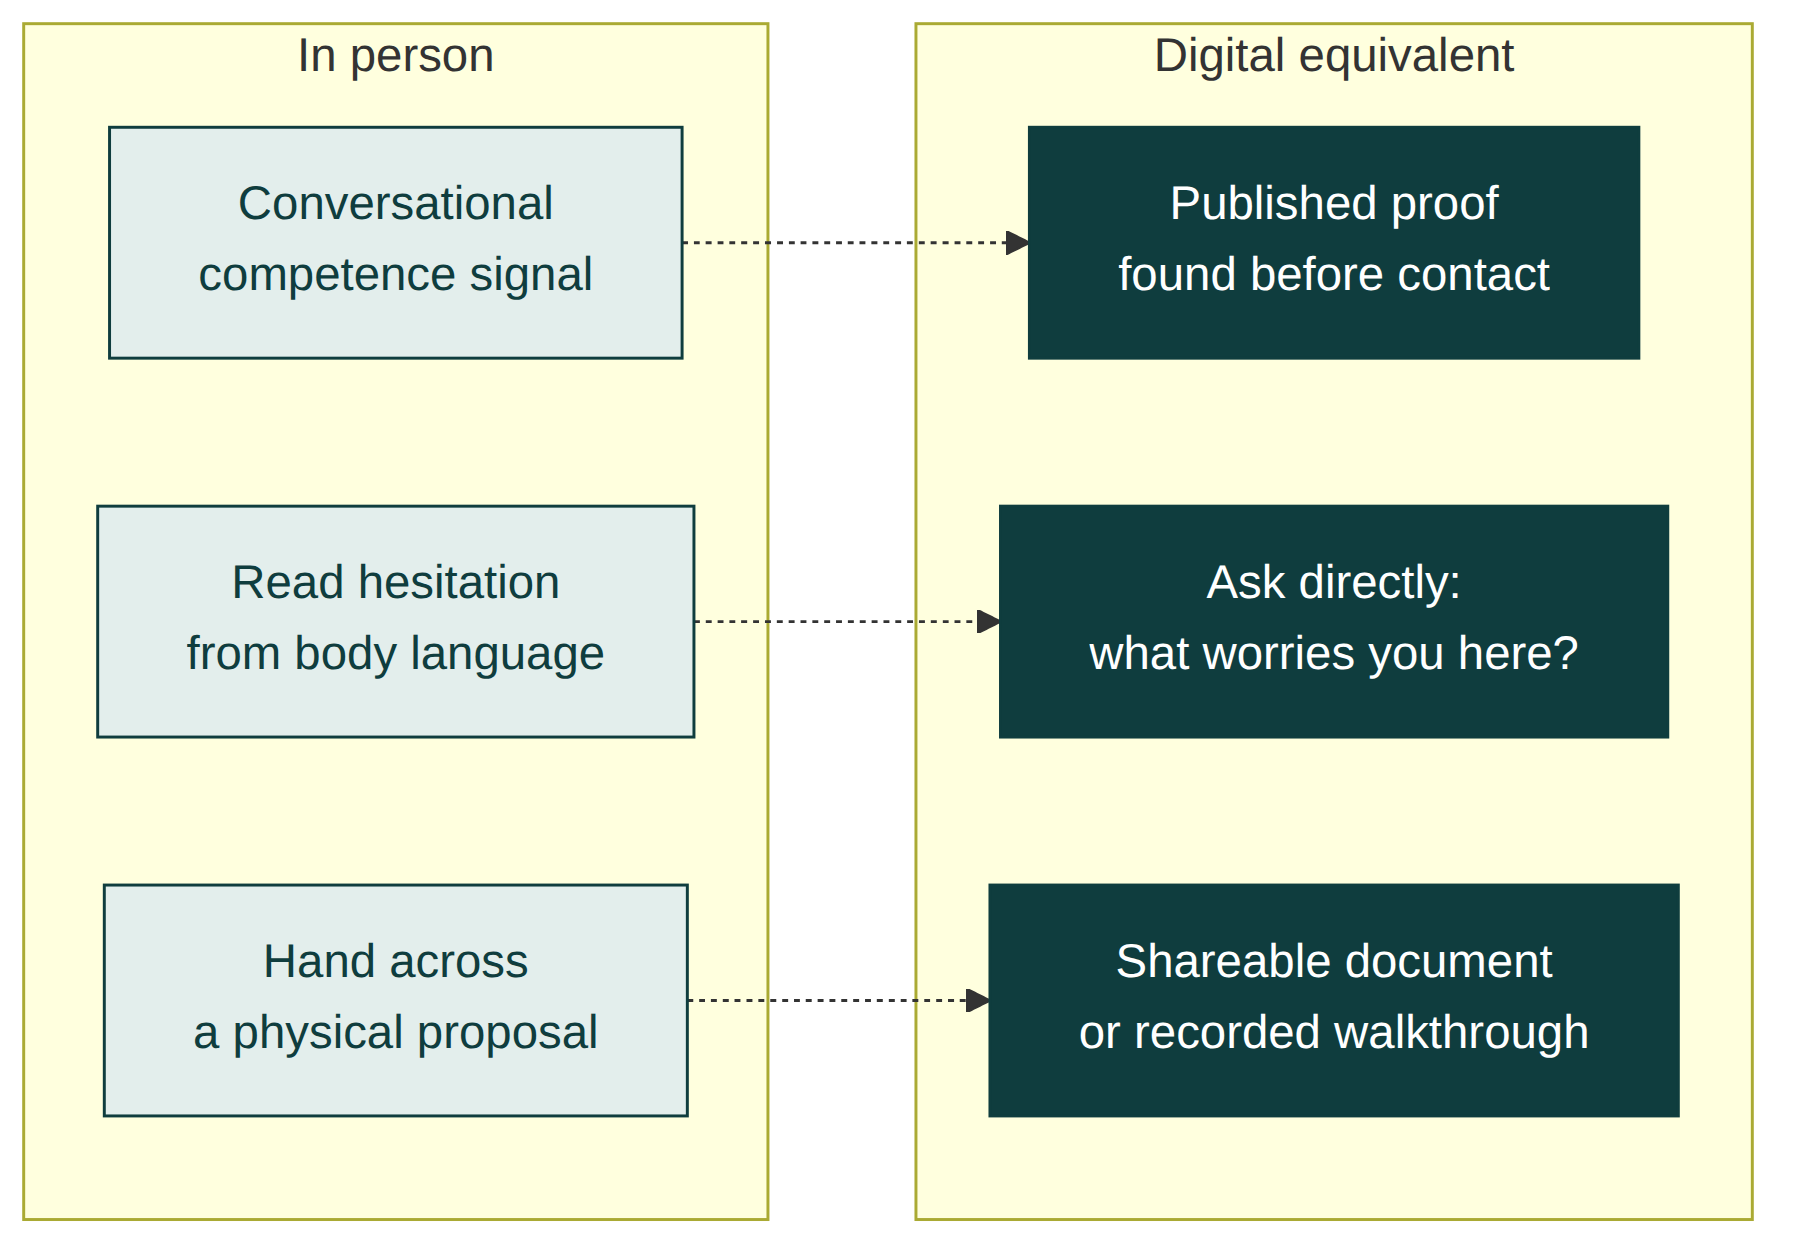 In person
Conversational
competence signal
Read hesitation
from body language
Hand across
a physical proposal
Digital equivalent
Published proof
found before contact
Ask directly:
what worries you here?
Shareable document
or recorded walkthrough